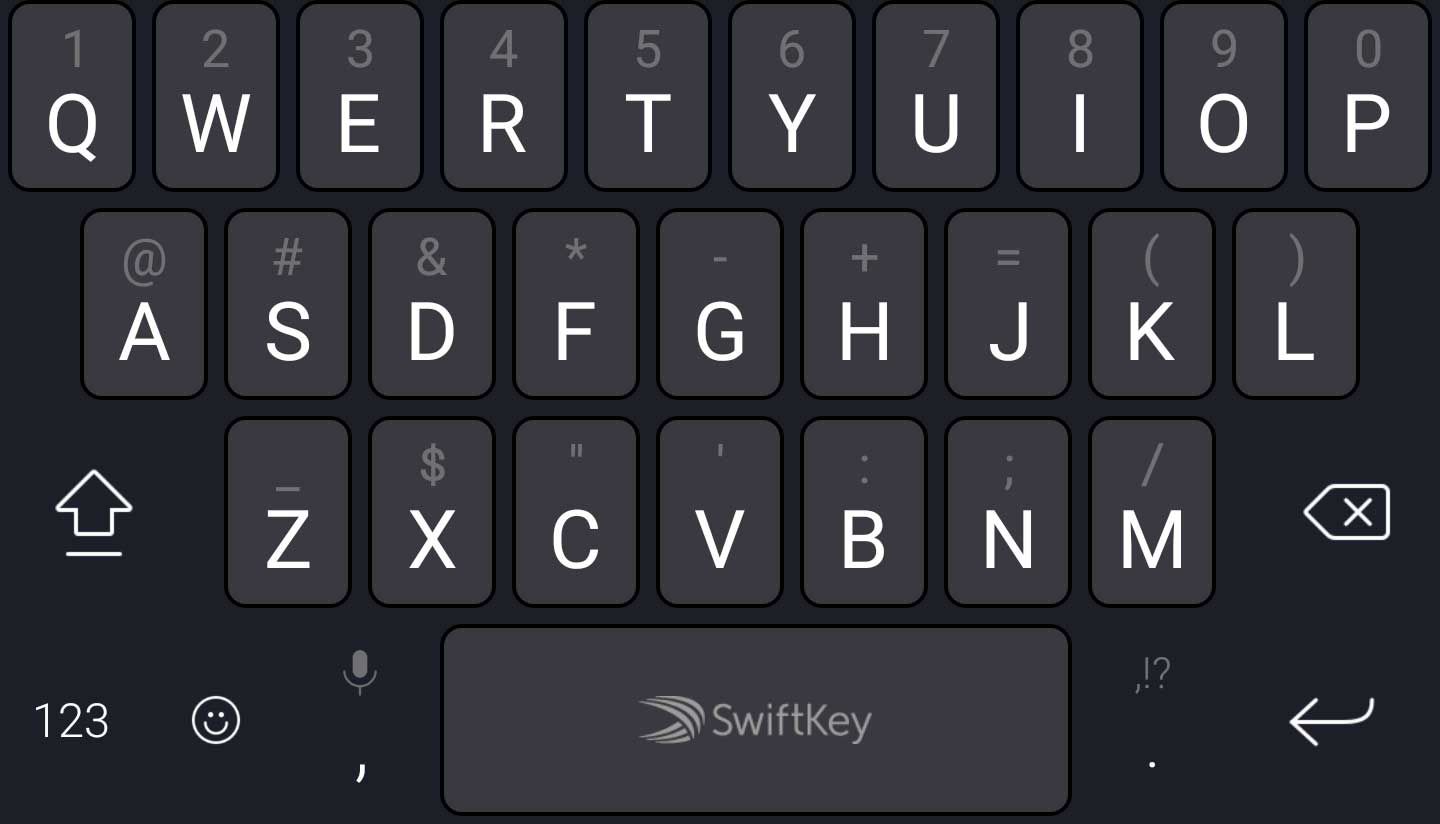 1 2 3 4 5 6 7 8 9 0
Q W E R T Y U I O P
@ # & * - + = ( )
A S D F G H J K L
_ $ " ' : ; /
Z X C V B N M
,!?
123 SwiftKey
, .